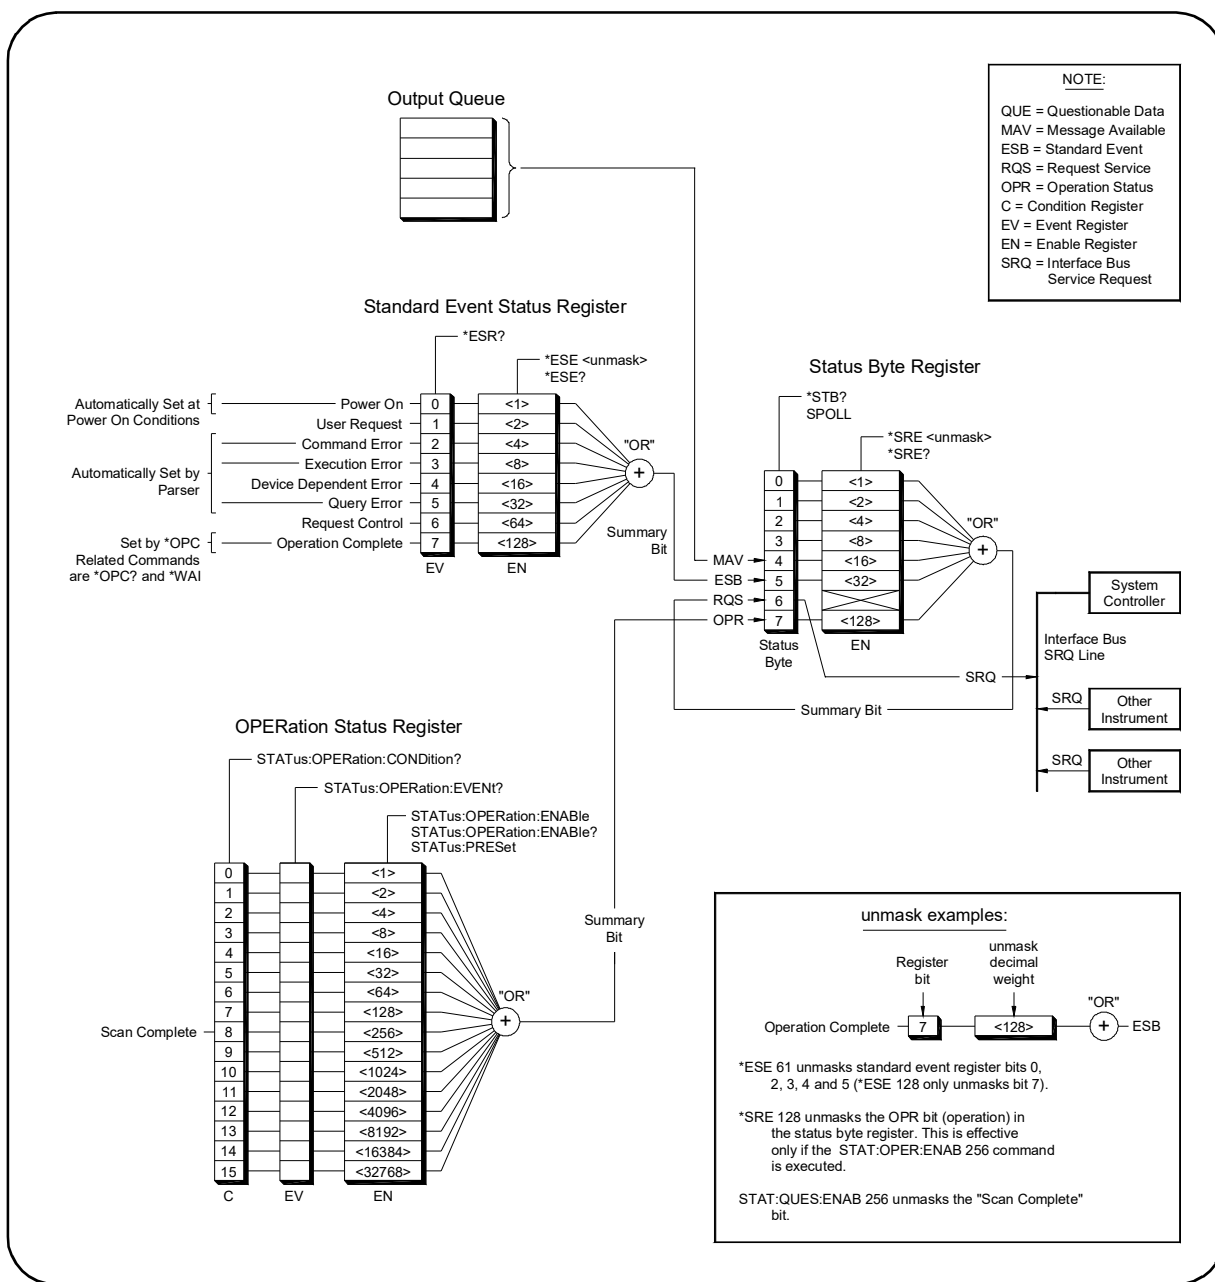 Output Queue
NOTE:
QUE = Questionable Data
MAV = Message Available
ESB = Standard Event
RQS = Request Service
OPR = Operation Status
C = Condition Register
EV = Event Register
EN = Enable Register
SRQ = Interface Bus
Service Request
Standard Event Status Register
*ESR?
*ESE <unmask>
*ESE?
Automatically Set at
Power On Conditions
Automatically Set by
Parser
Set by *OPC
Related Commands
are *OPC? and *WAI
Power On 0 <1>
User Request 1 <2>
Command Error 2 <4>
Execution Error 3 <8>
Device Dependent Error 4 <16>
Query Error 5 <32>
Request Control 6 <64>
Operation Complete 7 <128>
EV EN
"OR"
+
Summary
Bit
Status Byte Register
*STB?
SPOLL
*SRE <unmask>
*SRE?
0 <1>
1 <2>
2 <4>
3 <8>
MAV 4 <16>
ESB 5 <32>
RQS 6
OPR 7 <128>
Status
Byte
EN
"OR"
+
SRQ
Summary Bit
System
Controller
Interface Bus
SRQ Line
SRQ
Other
Instrument
SRQ
Other
Instrument
OPERation Status Register
STATus:OPERation:CONDition?
STATus:OPERation:EVENt?
STATus:OPERation:ENABle
STATus:OPERation:ENABle?
STATus:PRESet
0 <1>
1 <2>
2 <4>
3 <8>
4 <16>
5 <32>
6 <64>
7 <128>
Scan Complete 8 <256>
9 <512>
10 <1024>
11 <2048>
12 <4096>
13 <8192>
14 <16384>
15 <32768>
C EV EN
"OR"
+
Summary
Bit
unmask examples:
Register
bit
unmask
decimal
weight
Operation Complete 7 <128> + ESB
"OR"
*ESE 61 unmasks standard event register bits 0,
2, 3, 4 and 5 (*ESE 128 only unmasks bit 7).
*SRE 128 unmasks the OPR bit (operation) in
the status byte register. This is effective
only if the STAT:OPER:ENAB 256 command
is executed.
STAT:QUES:ENAB 256 unmasks the "Scan Complete"
bit.